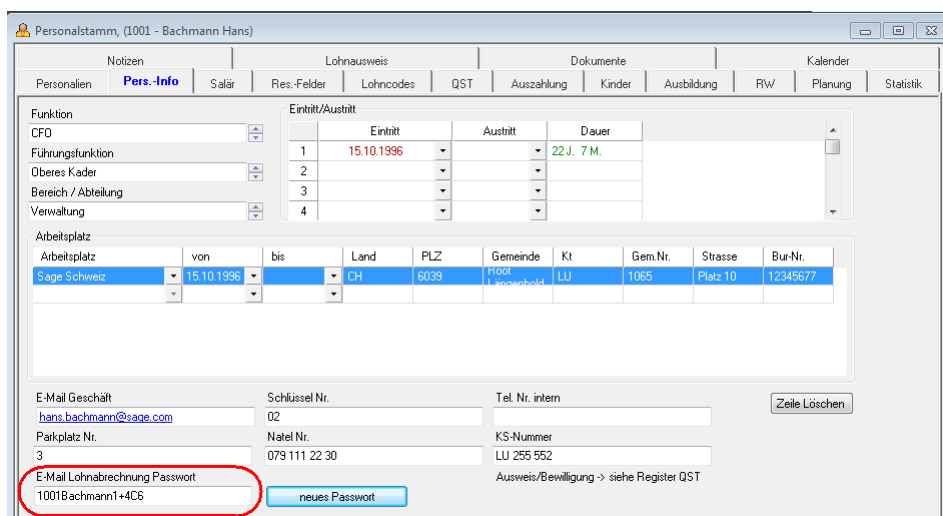 Personalstamm, (1001 - Bachmann Hans)
Notizen Lohnausweis Dokumente Kalender
Personalien Pers.-Info Salär Res.-Felder Lohncodes QST Auszahlung Kinder Ausbildung RW Planung Statistik
Funktion
CFO
Führungsfunktion
Oberes Kader
Bereich / Abteilung
Verwaltung
Eintritt/Austritt
Eintritt Austritt Dauer
1 15.10.1996 22 J. 7 M.
2
3
4
Arbeitsplatz
Arbeitsplatz von bis Land PLZ Gemeinde Kt Gem.Nr. Strasse Bur-Nr.
Sage Schweiz 15.10.1996 CH 6039 Root LU 1065 Platz 10 12345677
Längenbold
E-Mail Geschäft Schlüssel Nr. Tel. Nr. intern
hans.bachmann@sage.com 02 Zeile Löschen
Parkplatz Nr. Natel Nr. KS-Nummer
3 079 111 22 30 LU 255 552
E-Mail Lohnabrechnung Passwort Ausweis/Bewilligung -> siehe Register QST
1001Bachmann1+4C6 neues Passwort